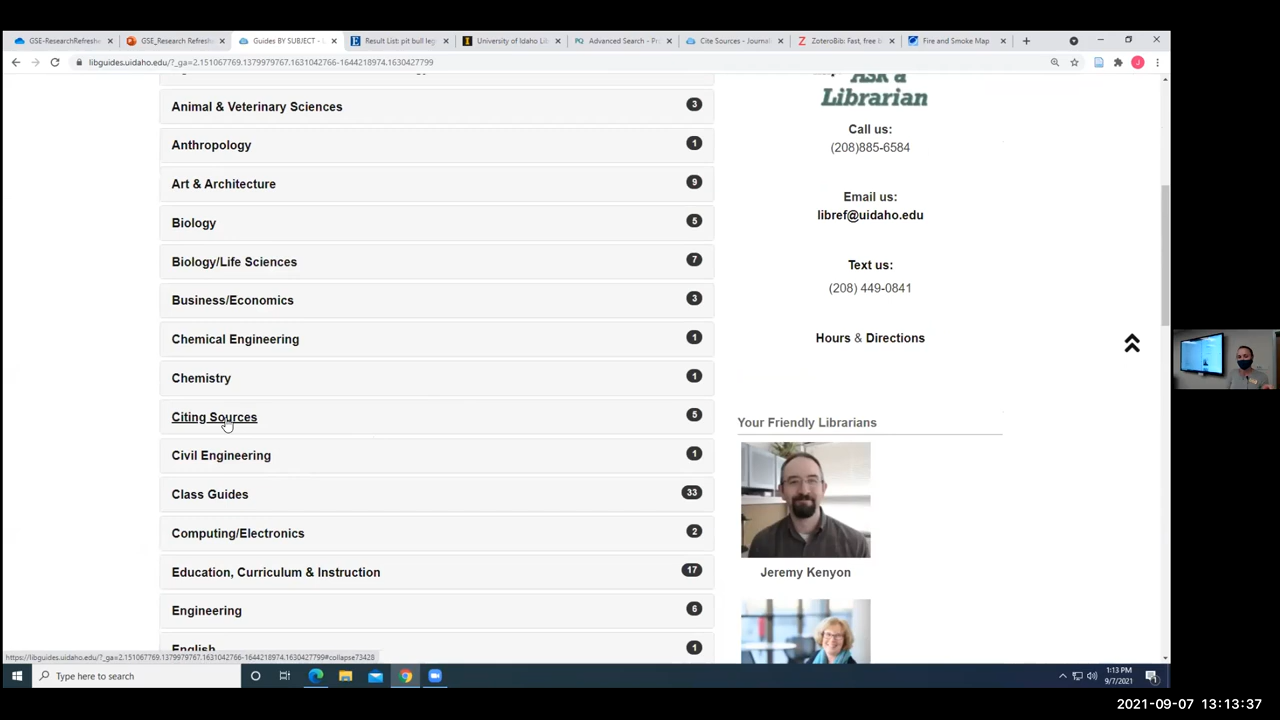 GSE-ResearchRefreshe
GSE_Research Refresh
Guides BY SUBJECT - L
Result List: pit bull leg
University of Idaho Lib
Advanced Search - Pr
Cite Sources - Journal
ZoteroBib: Fast, free b
Fire and Smoke Map
libguides.uidaho.edu/?_ga=2.151067769.1379979767.1631042766-1644218974.1630427799
Animal & Veterinary Sciences 3
Anthropology 1
Art & Architecture 9
Biology 5
Biology/Life Sciences 7
Business/Economics 3
Chemical Engineering 1
Chemistry 1
Citing Sources 5
Civil Engineering 1
Class Guides 33
Computing/Electronics 2
Education, Curriculum & Instruction 17
Engineering 6
English 1
Ask a
Librarian
Call us:
(208)885-6584
Email us:
libref@uidaho.edu
Text us:
(208) 449-0841
Hours & Directions
Your Friendly Librarians
Jeremy Kenyon
https://libguides.uidaho.edu/?_ga=2.151067769.1379979767.1631042766-1644218974.1630427799#collapse73428
Type here to search
1:13 PM
9/7/2021
2021-09-07 13:13:37